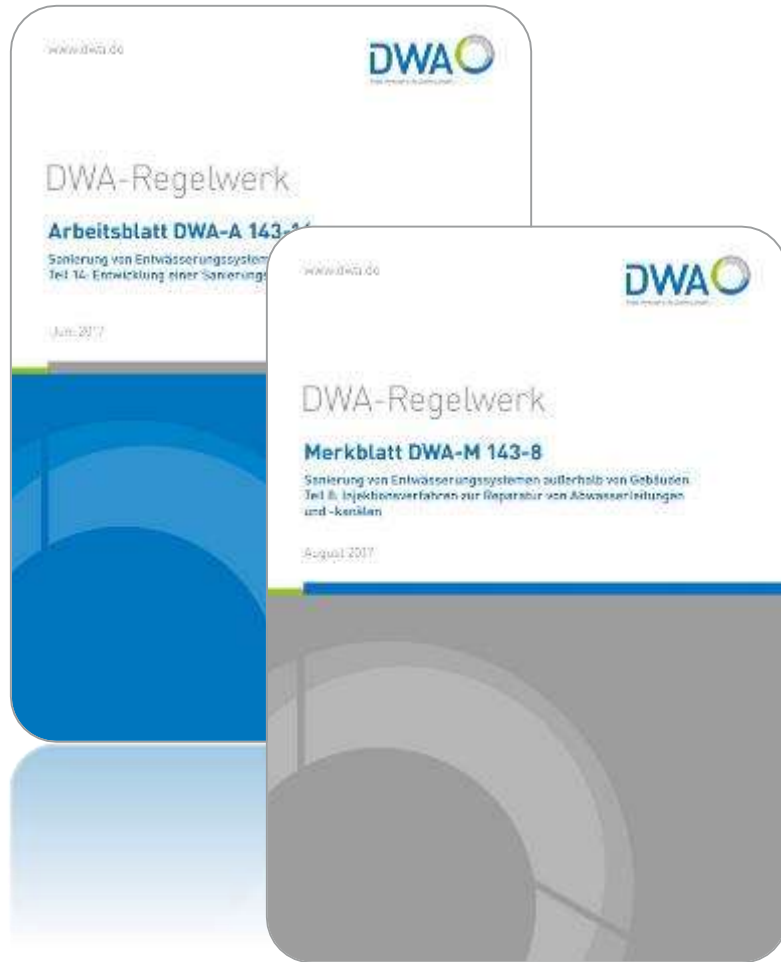 www.dwa.de
DWA
DWA-Regelwerk
Arbeitsblatt DWA-A 143-14
Sanierung von Entwässerungssystem
Teil 14: Entwicklung einer Sanierungs
Juni 2017
www.dwa.de
DWA
DWA-Regelwerk
Merkblatt DWA-M 143-8
Sanierung von Entwässerungssystemen außerhalb von Gebäuden
Teil 8: Injektionsverfahren zur Reparatur von Abwasserleitungen
und -kanälen
August 2017